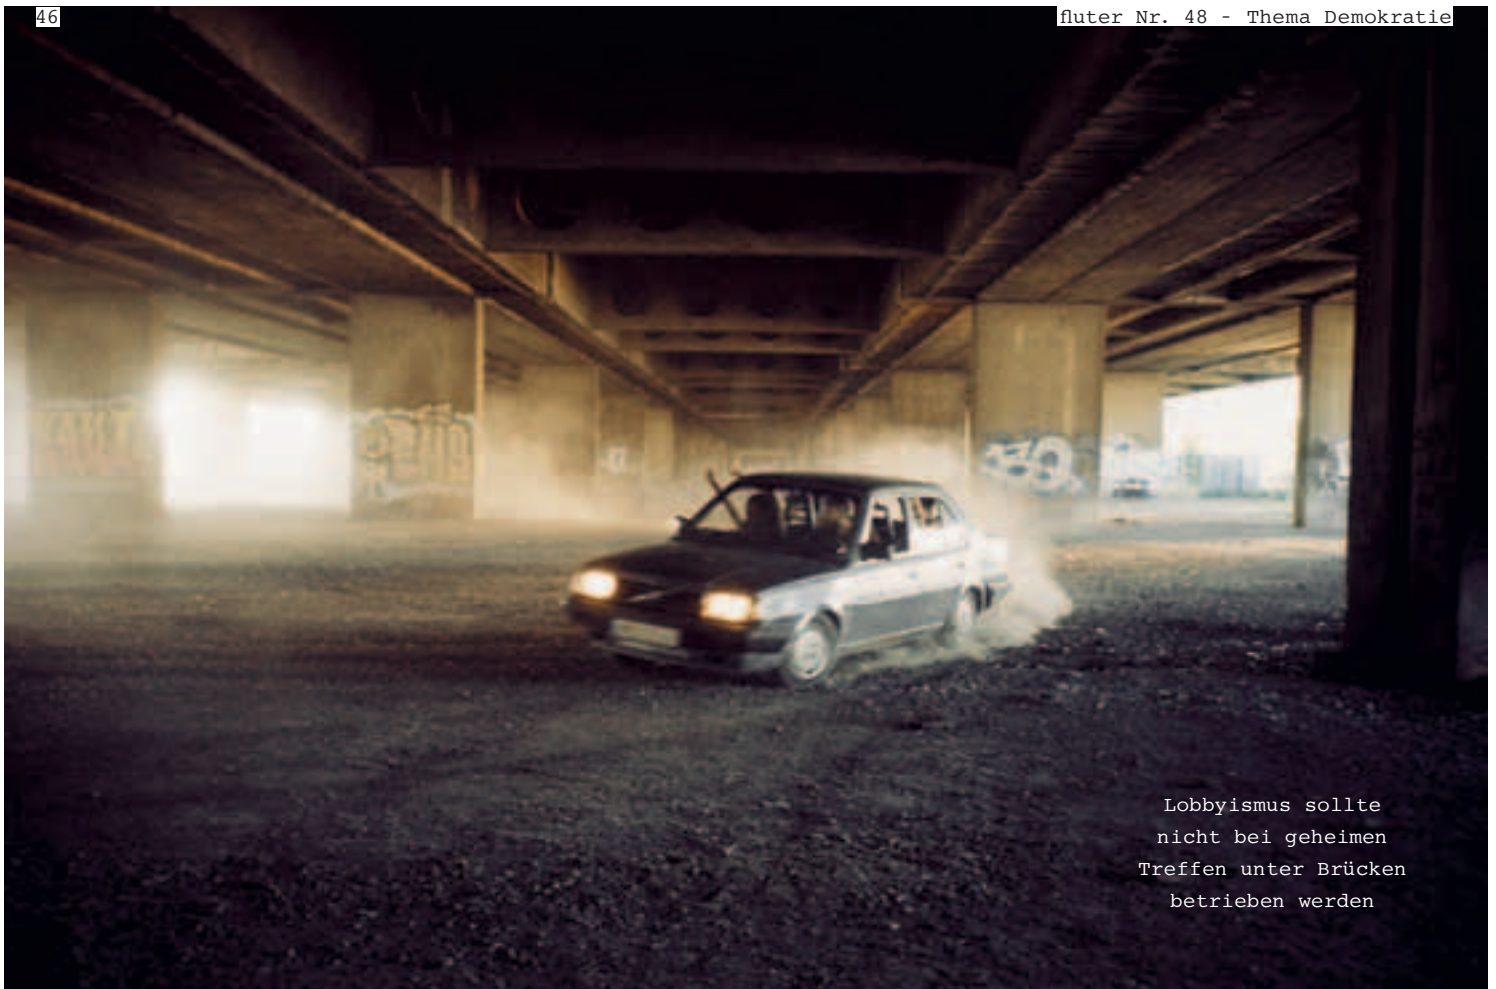 46
fluter Nr. 48 - Thema Demokratie
Lobbyismus sollte
nicht bei geheimen
Treffen unter Brücken
betrieben werden